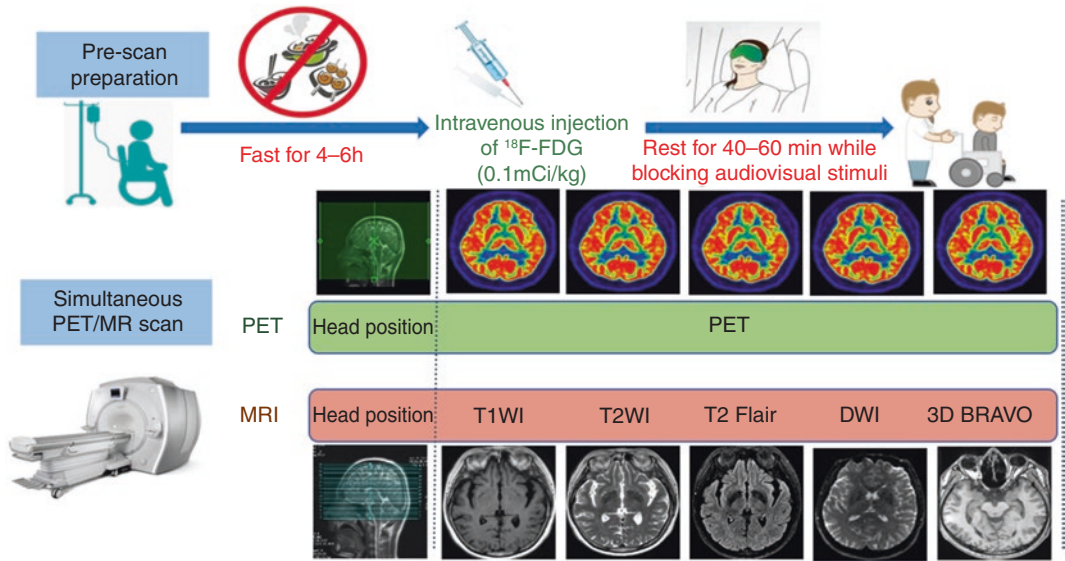 Pre-scan
preparation
Fast for 4–6h
Intravenous injection
of ¹⁸F-FDG
(0.1mCi/kg)
Rest for 40–60 min while
blocking audiovisual stimuli
Simultaneous
PET/MR scan
PET
Head position
PET
MRI
Head position
T1WI
T2WI
T2 Flair
DWI
3D BRAVO